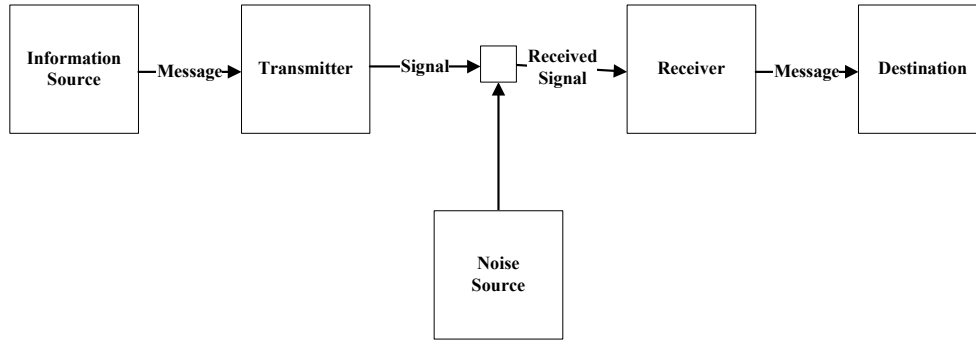 Information
Source
Message
Transmitter
Signal
Received
Signal
Receiver
Message
Destination
Noise
Source